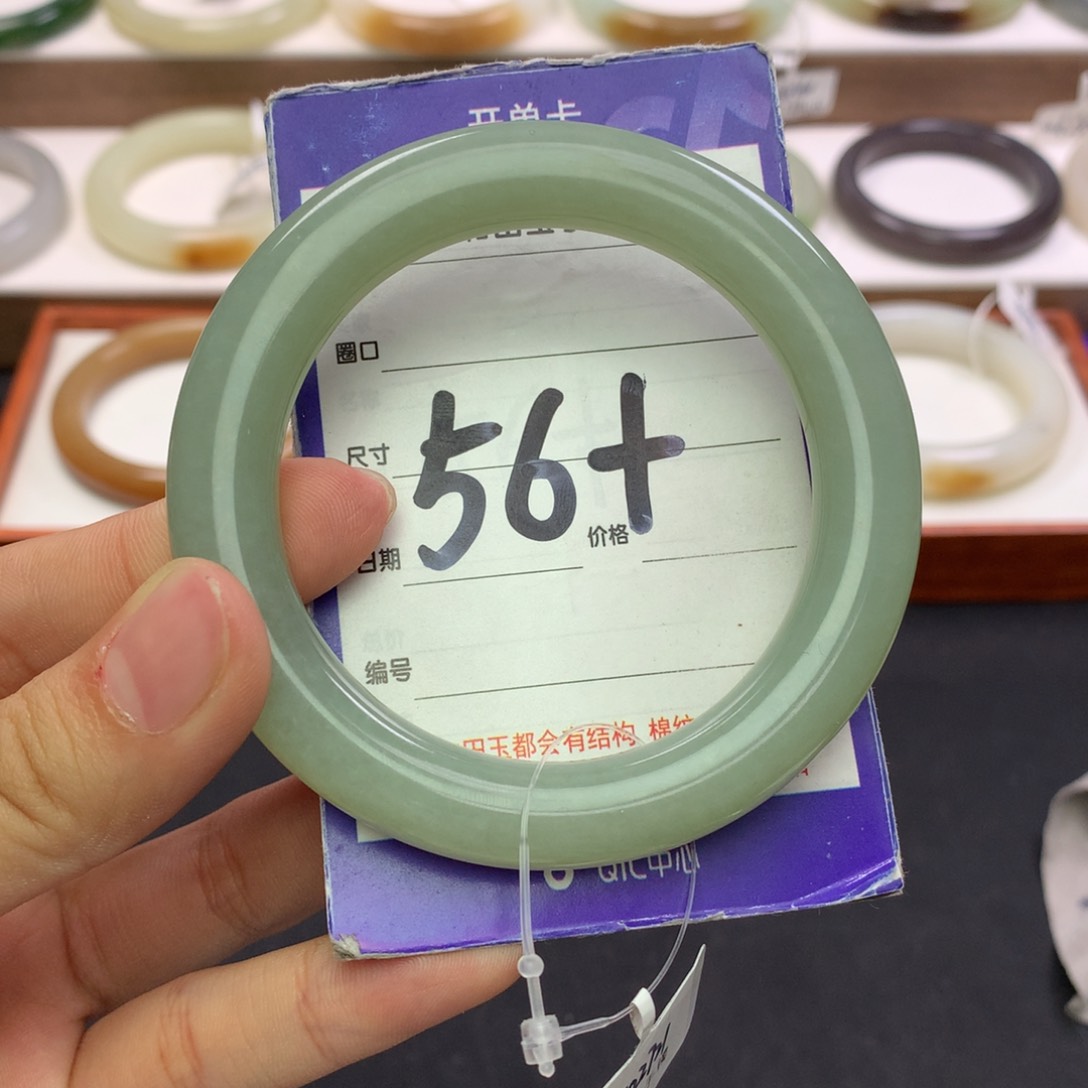 开单卡
圈口
尺寸
56+
价格
日期
编号
田玉都会有结构 棉纹
QIC中心